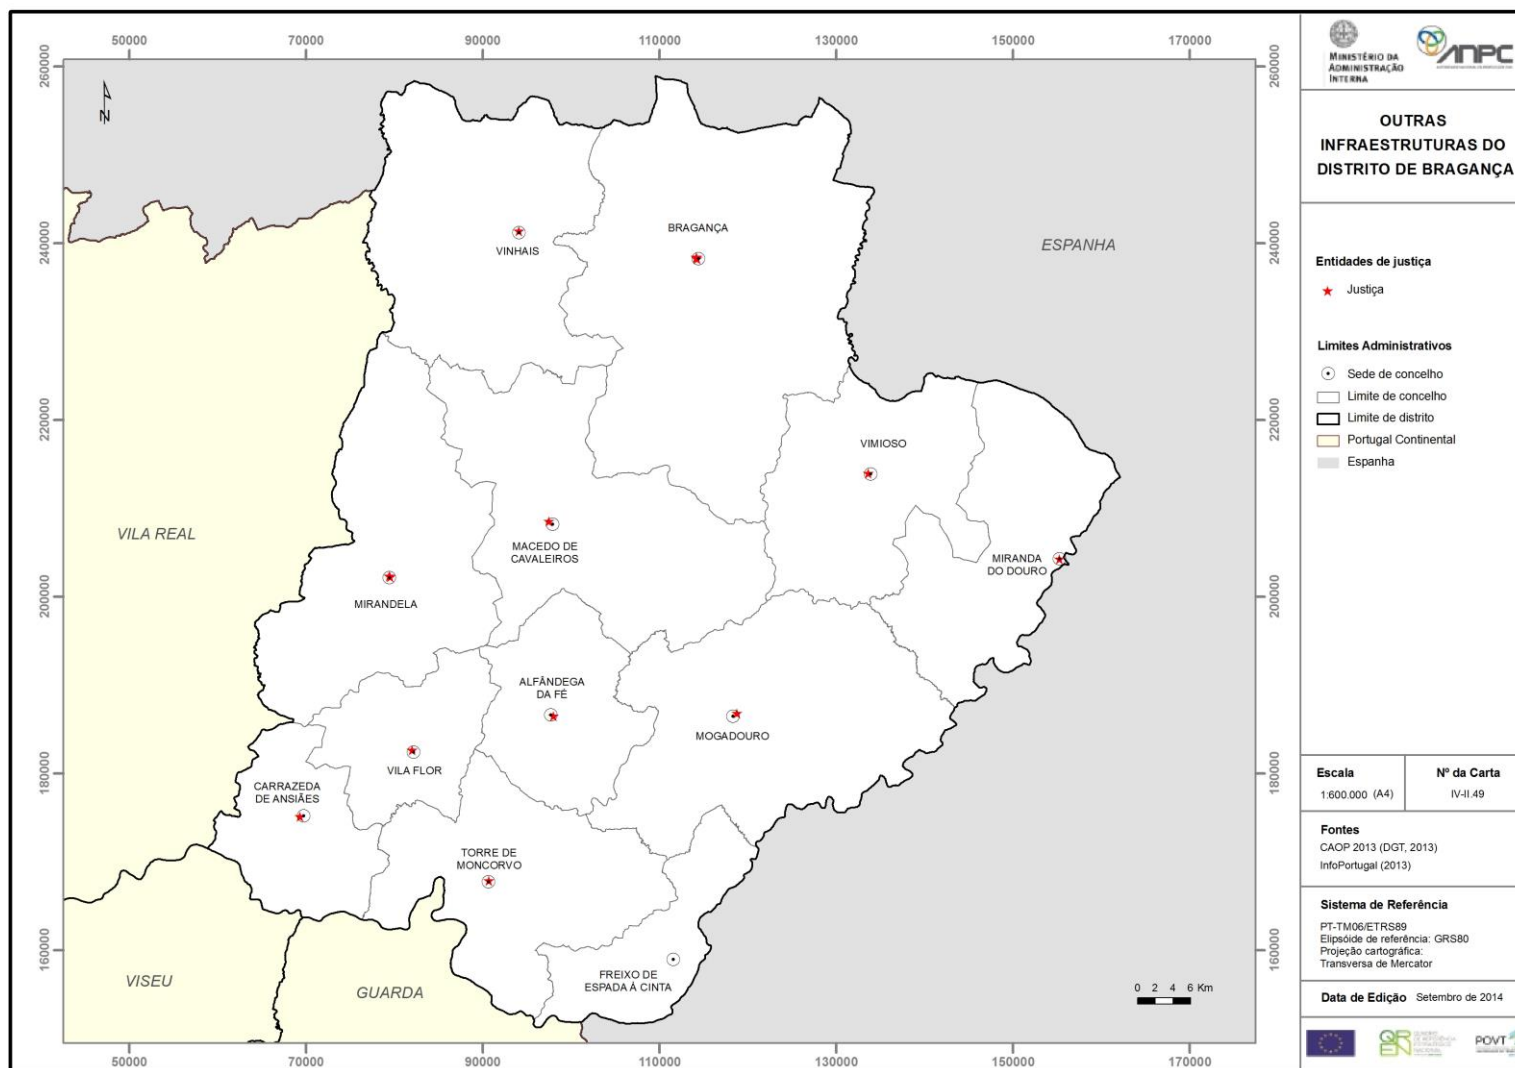 50000
70000
90000
110000
130000
150000
170000
260000
240000
220000
200000
180000
160000
260000
240000
220000
200000
180000
160000
N
VINHAIS
BRAGANÇA
ESPANHA
VIMIOSO
VILA REAL
MACEDO DE
CAVALEIROS
MIRANDA
DO DOURO
MIRANDELA
ALFÂNDEGA
DA FÉ
MOGADOURO
VILA FLOR
CARRAZEDA
DE ANSIÃES
TORRE DE
MONCORVO
FREIXO DE
ESPADA À CINTA
VISEU
GUARDA
0 2 4 6 Km
50000
70000
90000
110000
130000
150000
170000
MINISTÉRIO DA
ADMINISTRAÇÃO
INTERNA
ANPC
OUTRAS
INFRAESTRUTURAS DO
DISTRITO DE BRAGANÇA
Entidades de justiça
Justiça
Limites Administrativos
Sede de concelho
Limite de concelho
Limite de distrito
Portugal Continental
Espanha
Escala
1:600.000 (A4)
Nº da Carta
IV-II.49
Fontes
CAOP 2013 (DGT, 2013)
InfoPortugal (2013)
Sistema de Referência
PT-TM06/ETRS89
Elipsóide de referência: GRS80
Projeção cartográfica:
Transversa de Mercator
Data de Edição Setembro de 2014
QREN
POVT